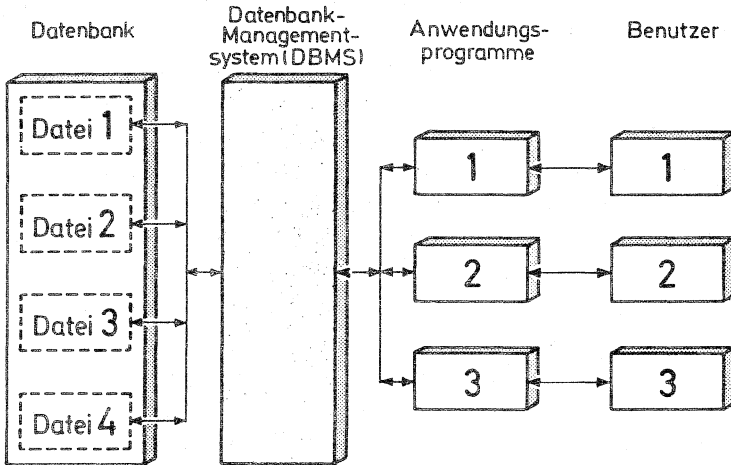 Datenbank
Datenbank-
Management-
system (DBMS)
Anwendungs-
programme
Benutzer
Datei 1
Datei 2
Datei 3
Datei 4
1
2
3
1
2
3